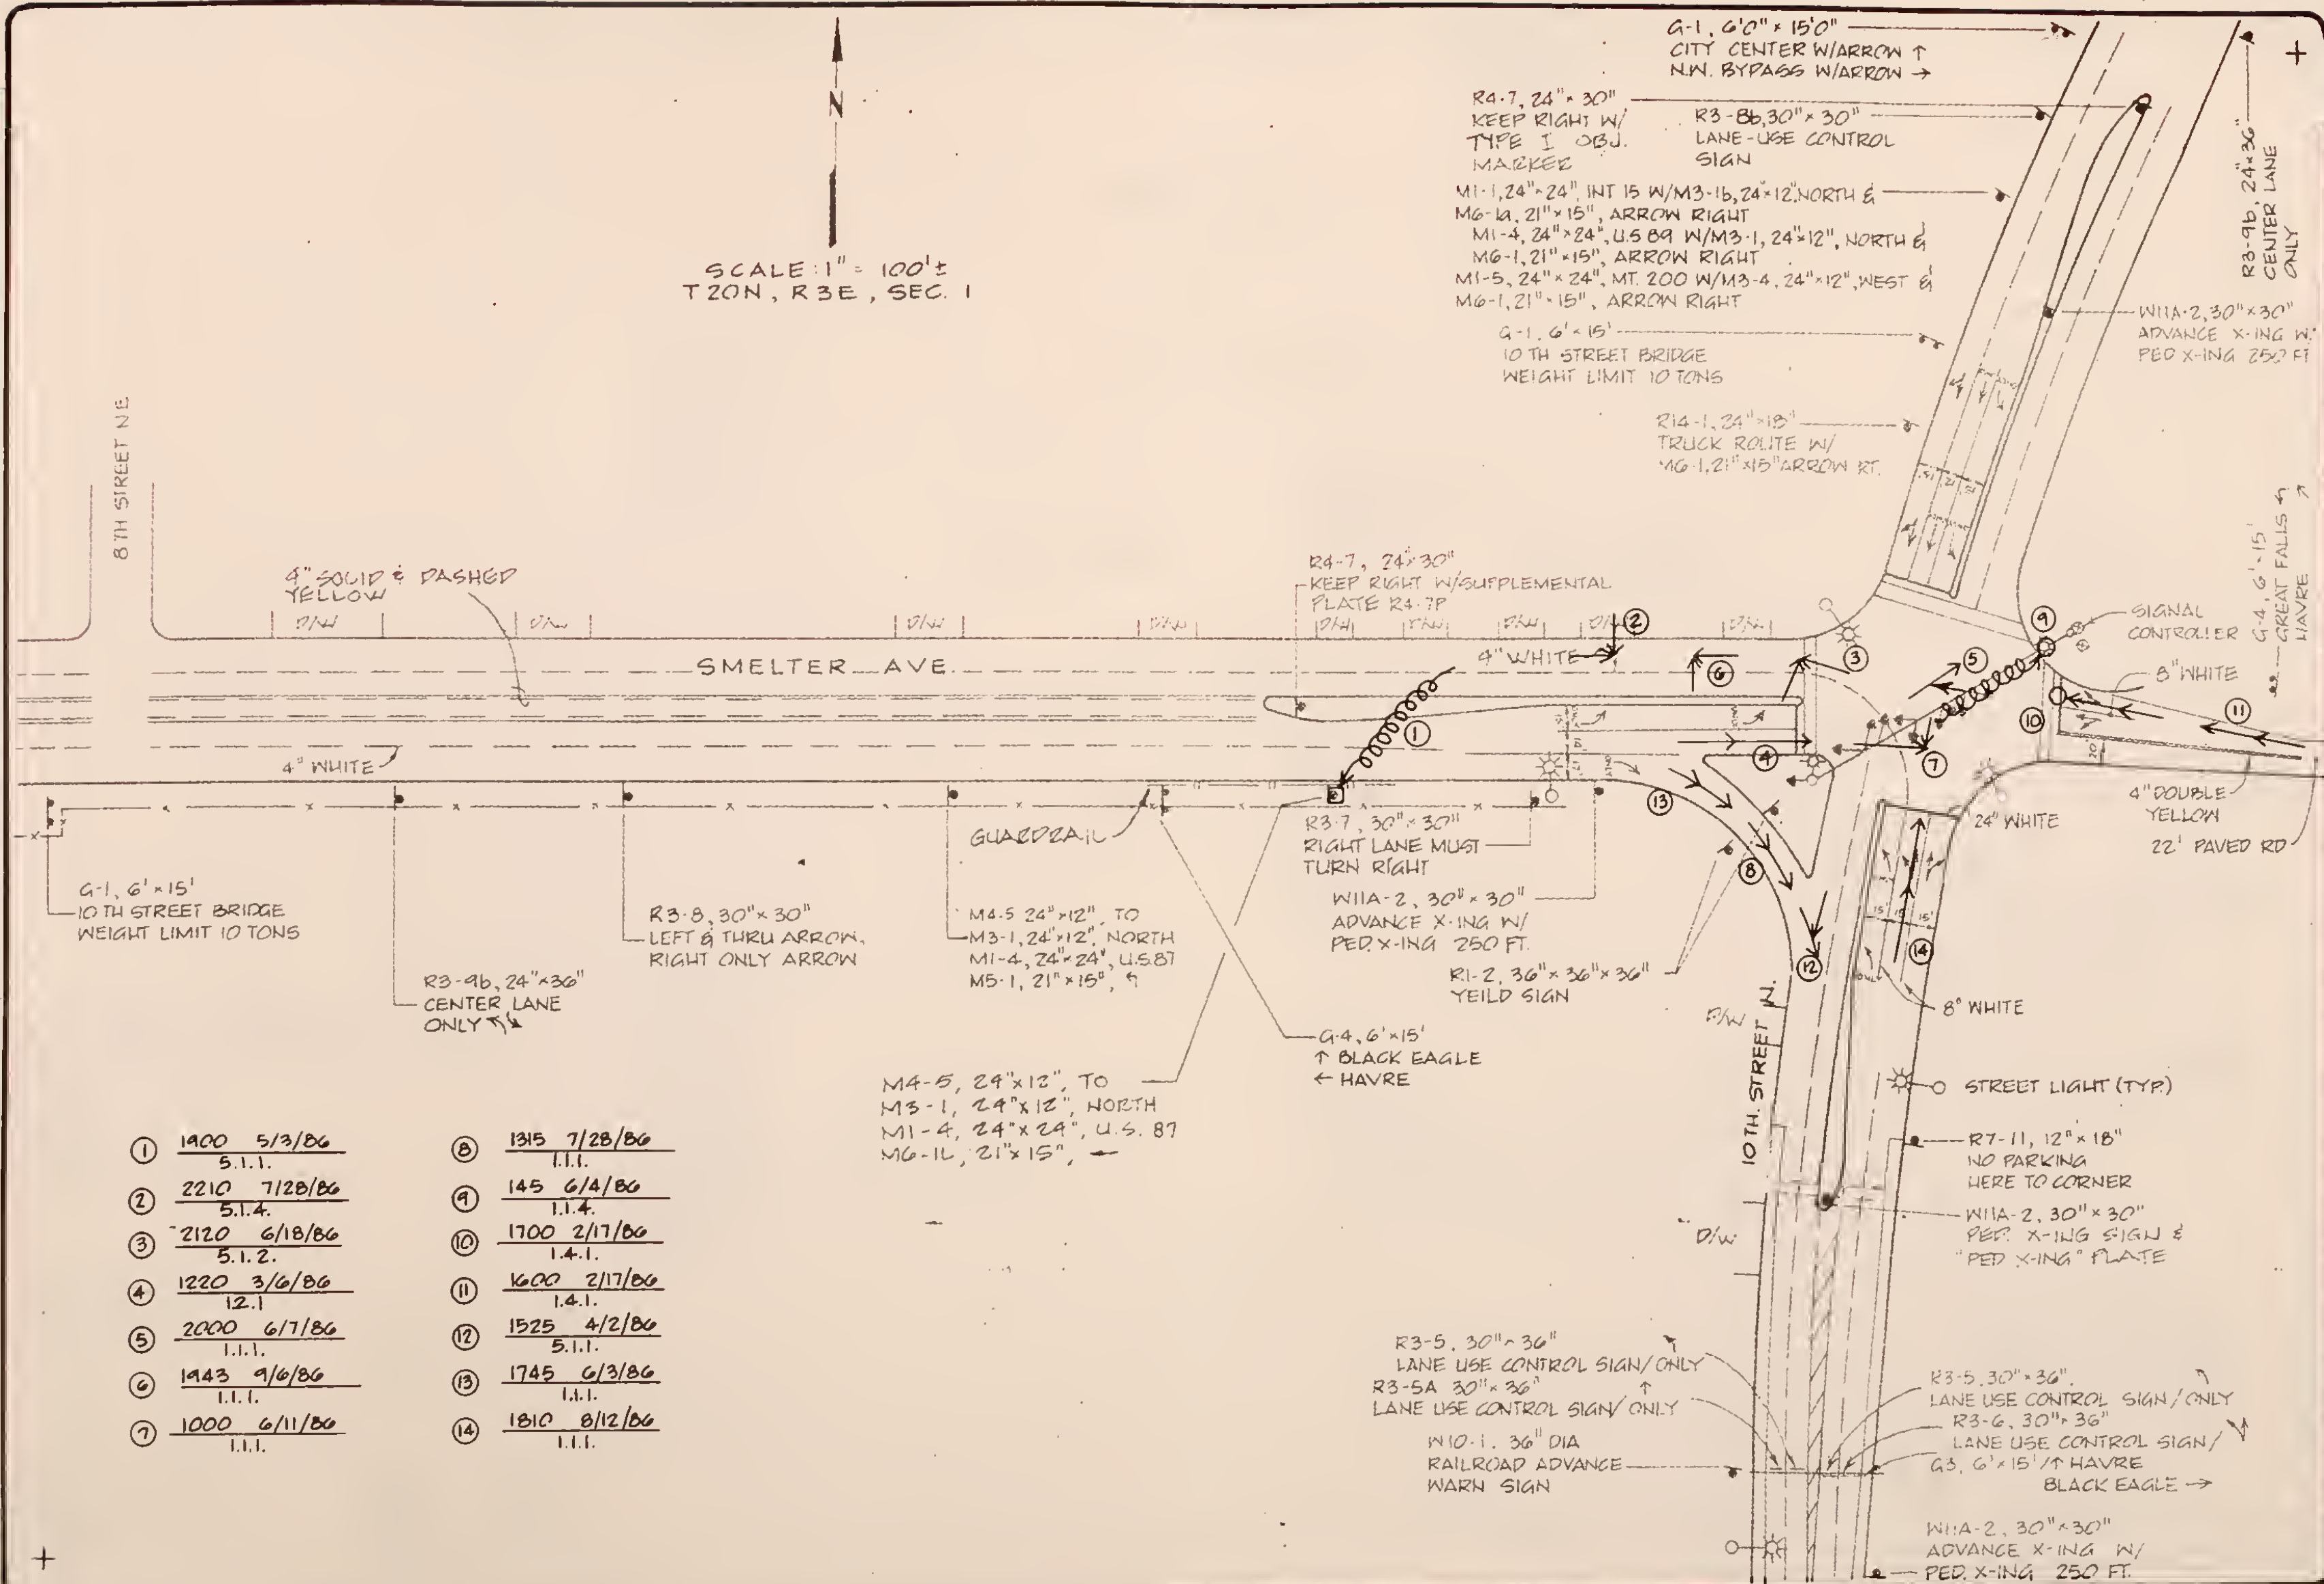 G-1, 6'0" × 15'0"
CITY CENTER W/ARROW ↑
N.W. BYPASS W/ARROW →
R4-7, 24" × 30"
KEEP RIGHT W/
TYPE I OBJ.
MARKER
R3-8b, 30" × 30"
LANE-USE CONTROL
SIGN
M1-1, 24" × 24", INT 15 W/M3-1b, 24" × 12", NORTH &
M6-1a, 21" × 15", ARROW RIGHT
M1-4, 24" × 24", U.S 89 W/M3-1, 24" × 12", NORTH &
M6-1, 21" × 15", ARROW RIGHT
M1-5, 24" × 24", MT. 200 W/M3-4, 24" × 12", WEST &
M6-1, 21" × 15", ARROW RIGHT
G-1, 6' × 15'
10 TH STREET BRIDGE
WEIGHT LIMIT 10 TONS
R14-1, 24" × 18"
TRUCK ROUTE W/
M6-1, 21" × 15" ARROW RT.
R3-9b, 24" × 36"
CENTER LANE
ONLY
W11A-2, 30" × 30"
ADVANCE X-ING W/
PED X-ING 250 FT
G-4, 6' × 15'
GREAT FALLS ↰
HAVRE ↗
N
SCALE: 1" = 100'±
T20N, R3E, SEC. 1
8TH STREET NE
4" SOLID & DASHED
YELLOW
D/W
D/W
D/W
D/W
D/W
D/W
D/W
D/W
D/W
R4-7, 24" × 30"
KEEP RIGHT W/SUPPLEMENTAL
PLATE R4-7P
SMELTER AVE.
4" WHITE
4" WHITE
SIGNAL
CONTROLLER
8" WHITE
1
2
3
4
5
6
7
8
9
10
11
12
13
14
ONLY
15'
12'
12'
20'
4" DOUBLE
YELLOW
22' PAVED RD
24" WHITE
15'
15'
15'
ONLY
8" WHITE
GUARDRAIL
G-1, 6' × 15'
10 TH STREET BRIDGE
WEIGHT LIMIT 10 TONS
R3-9b, 24" × 36"
CENTER LANE
ONLY
R3-8, 30" × 30"
LEFT & THRU ARROW,
RIGHT ONLY ARROW
M4-5 24" × 12", TO
M3-1, 24" × 12", NORTH
M1-4, 24" × 24", U.S.87
M5-1, 21" × 15", ↰
R3-7, 30" × 30"
RIGHT LANE MUST
TURN RIGHT
W11A-2, 30" × 30"
ADVANCE X-ING W/
PED. X-ING 250 FT.
R1-2, 36" × 36" × 36"
YEILD SIGN
G-4, 6' × 15'
↑ BLACK EAGLE
← HAVRE
M4-5, 24" × 12", TO
M3-1, 24" × 12", NORTH
M1-4, 24" × 24", U.S. 87
M6-1L, 21" × 15", ←
10TH. STREET N.
D/W
D/W
STREET LIGHT (TYP.)
R7-11, 12" × 18"
NO PARKING
HERE TO CORNER
W11A-2, 30" × 30"
PED. X-ING SIGN &
"PED X-ING" PLATE
R3-5, 30" × 36"
LANE USE CONTROL SIGN/ONLY
R3-5A 30" × 36"
LANE USE CONTROL SIGN/ONLY
W10-1, 36" DIA
RAILROAD ADVANCE
WARN SIGN
R3-5, 30" × 36"
LANE USE CONTROL SIGN/ONLY
R3-6, 30" × 36"
LANE USE CONTROL SIGN/
G3, 6' × 15'/↑ HAVRE
BLACK EAGLE →
W11A-2, 30" × 30"
ADVANCE X-ING W/
PED. X-ING 250 FT.
1 1900 5/3/86
5.1.1.
2 2210 7/28/86
5.1.4.
3 2120 6/18/86
5.1.2.
4 1220 3/6/86
1.2.1
5 2000 6/7/86
1.1.1.
6 1943 9/6/86
1.1.1.
7 1000 6/11/86
1.1.1.
8 1315 7/28/86
1.1.1.
9 145 6/4/86
1.1.4.
10 1700 2/17/86
1.4.1.
11 1600 2/17/86
1.4.1.
12 1525 4/2/86
5.1.1.
13 1745 6/3/86
1.1.1.
14 1810 8/12/86
1.1.1.